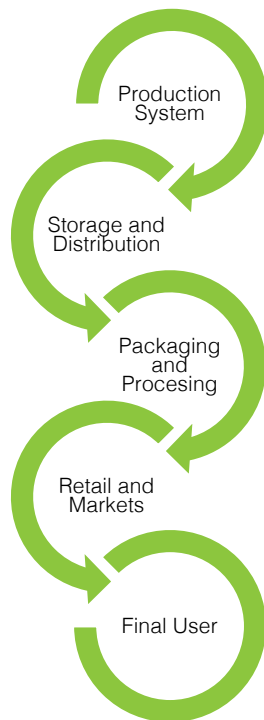 Production
System
Storage and
Distribution
Packaging
and
Procesing
Retail and
Markets
Final User